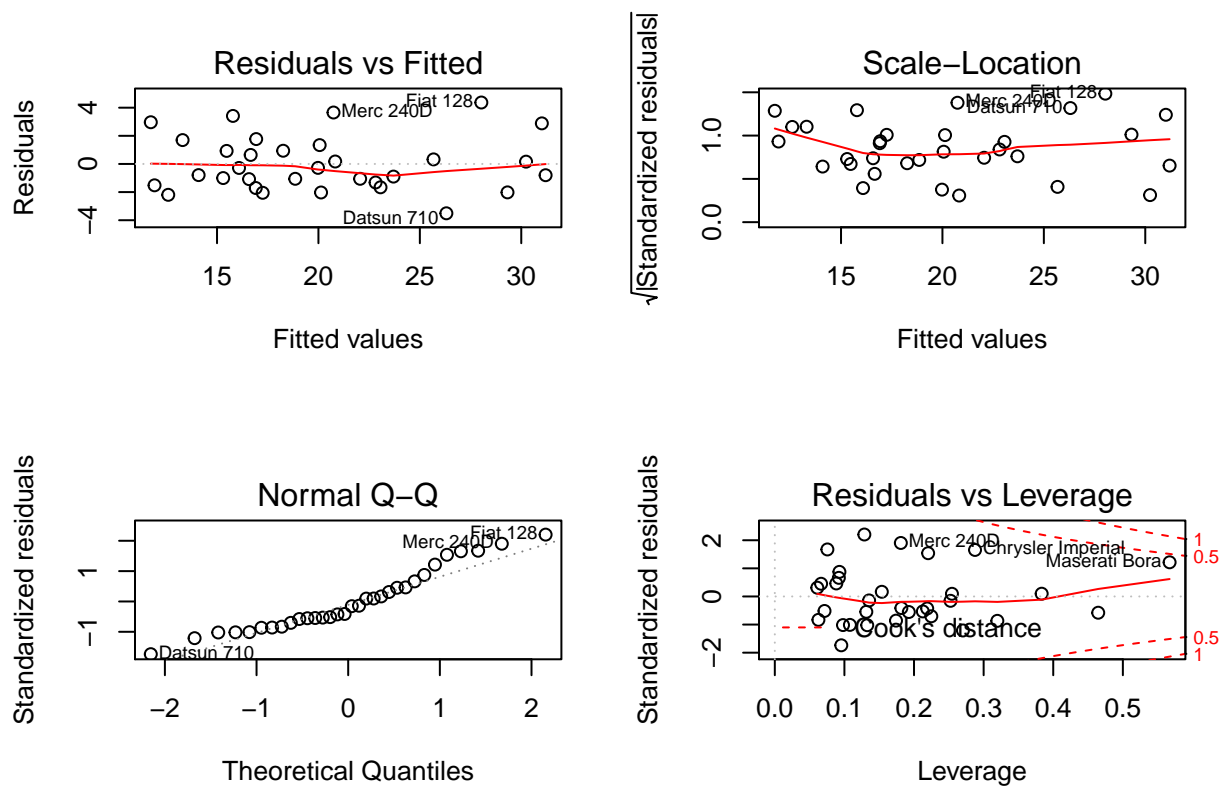 Residuals vs Fitted
Residuals
−4
0
4
Fiat 128
Merc 240D
Datsun 710
15
20
25
30
Fitted values
Scale−Location
√|Standardized residuals|
0.0
1.0
Fiat 128
Merc 240D
Datsun 710
15
20
25
30
Fitted values
Normal Q−Q
Standardized residuals
−1
1
Fiat 128
Merc 240D
Datsun 710
−2
−1
0
1
2
Theoretical Quantiles
Residuals vs Leverage
Standardized residuals
−2
0
2
Merc 240D
Chrysler Imperial
Maserati Bora
Cook's distance
1
0.5
0.5
1
0.0
0.1
0.2
0.3
0.4
0.5
Leverage